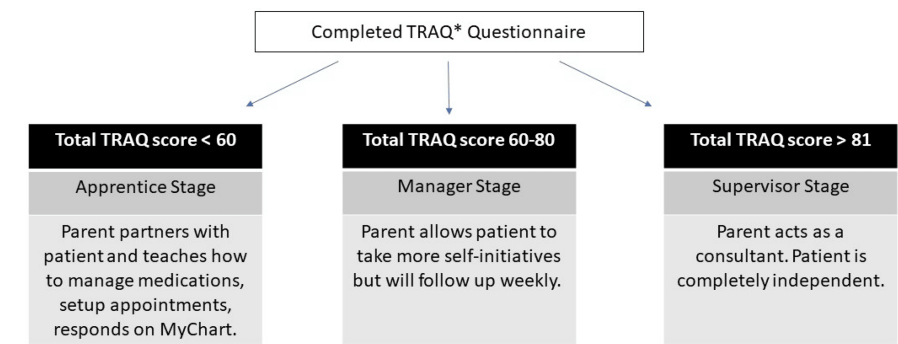 Completed TRAQ* Questionnaire
Total TRAQ score < 60
Apprentice Stage
Parent partners with
patient and teaches how
to manage medications,
setup appointments,
responds on MyChart.
Total TRAQ score 60-80
Manager Stage
Parent allows patient to
take more self-initiatives
but will follow up weekly.
Total TRAQ score > 81
Supervisor Stage
Parent acts as a
consultant. Patient is
completely independent.